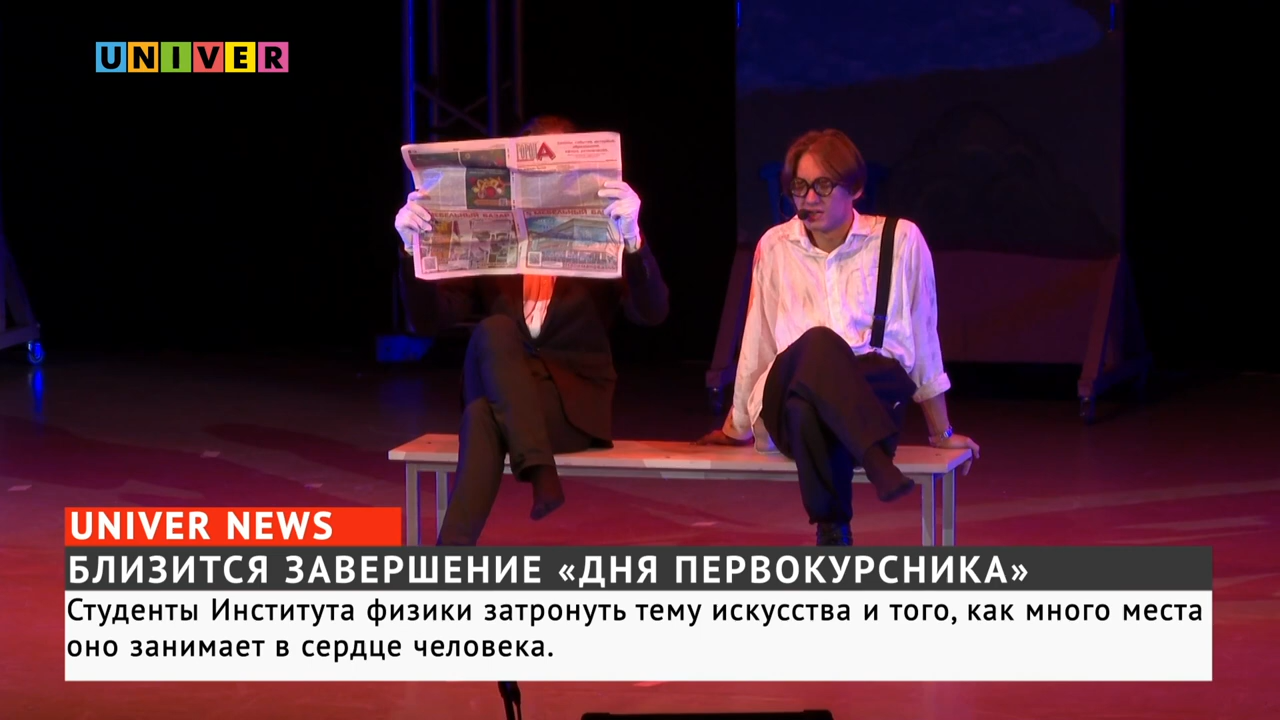 UNIVER
UNIVER NEWS
БЛИЗИТСЯ ЗАВЕРШЕНИЕ «ДНЯ ПЕРВОКУРСНИКА»
Студенты Института физики затронуть тему искусства и того, как много места
оно занимает в сердце человека.